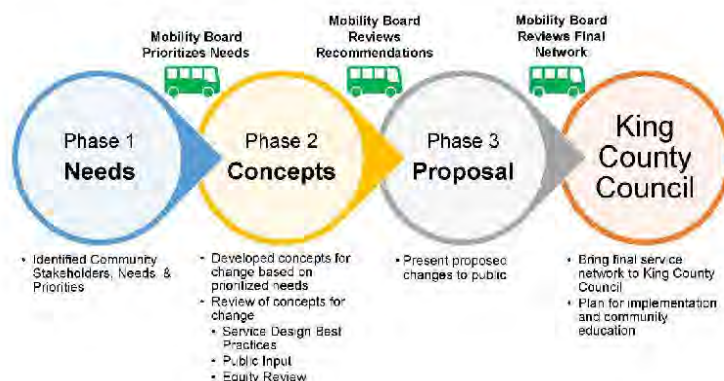 Mobility Board
Prioritizes Needs
Mobility Board
Reviews
Recommendations
Mobility Board
Reviews Final
Network
Phase 1
Needs
Phase 2
Concepts
Phase 3
Proposal
King
County
Council
• Identified Community
Stakeholders, Needs, &
Priorities
• Developed concepts for
change based on
prioritized needs
• Review of concepts for
change
• Service Design Best
Practices
• Public Input
• Equity Review
• Present proposed
changes to public
• Bring final service
network to King County
Council
• Plan for implementation
and community
education